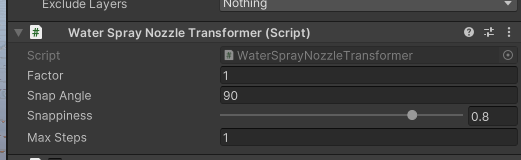 Exclude Layers Nothing
Water Spray Nozzle Transformer (Script)
Script WaterSprayNozzleTransformer
Factor 1
Snap Angle 90
Snappiness 0.8
Max Steps 1